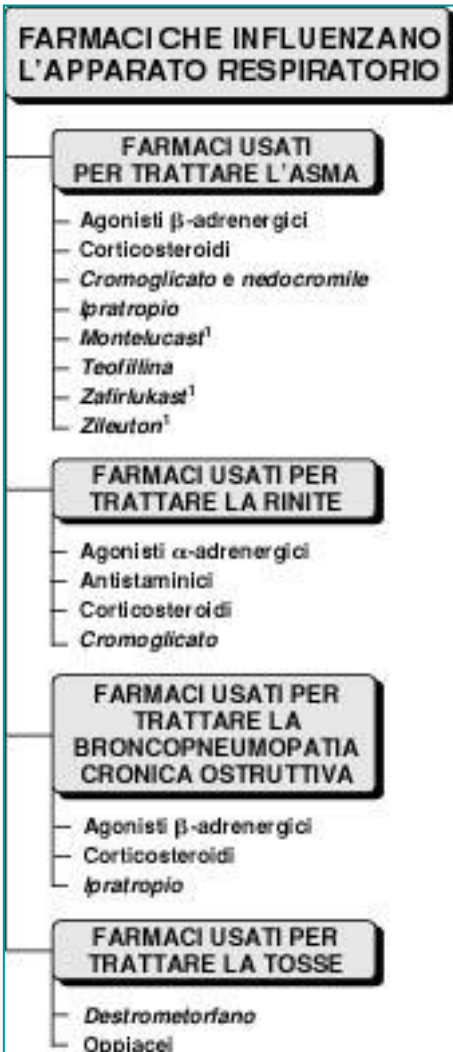 FARMACI CHE INFLUENZANO
L'APPARATO RESPIRATORIO
FARMACI USATI
PER TRATTARE L'ASMA
Agonisti β-adrenergici
Corticosteroidi
Cromoglicato e nedocromile
Ipratropio
Montelucast¹
Teofillina
Zafirlukast¹
Zileuton¹
FARMACI USATI PER
TRATTARE LA RINITE
Agonisti α-adrenergici
Antistaminici
Corticosteroidi
Cromoglicato
FARMACI USATI PER
TRATTARE LA
BRONCOPNEUMOPATIA
CRONICA OSTRUTTIVA
Agonisti β-adrenergici
Corticosteroidi
Ipratropio
FARMACI USATI PER
TRATTARE LA TOSSE
Destrometorfano
Oppiacei